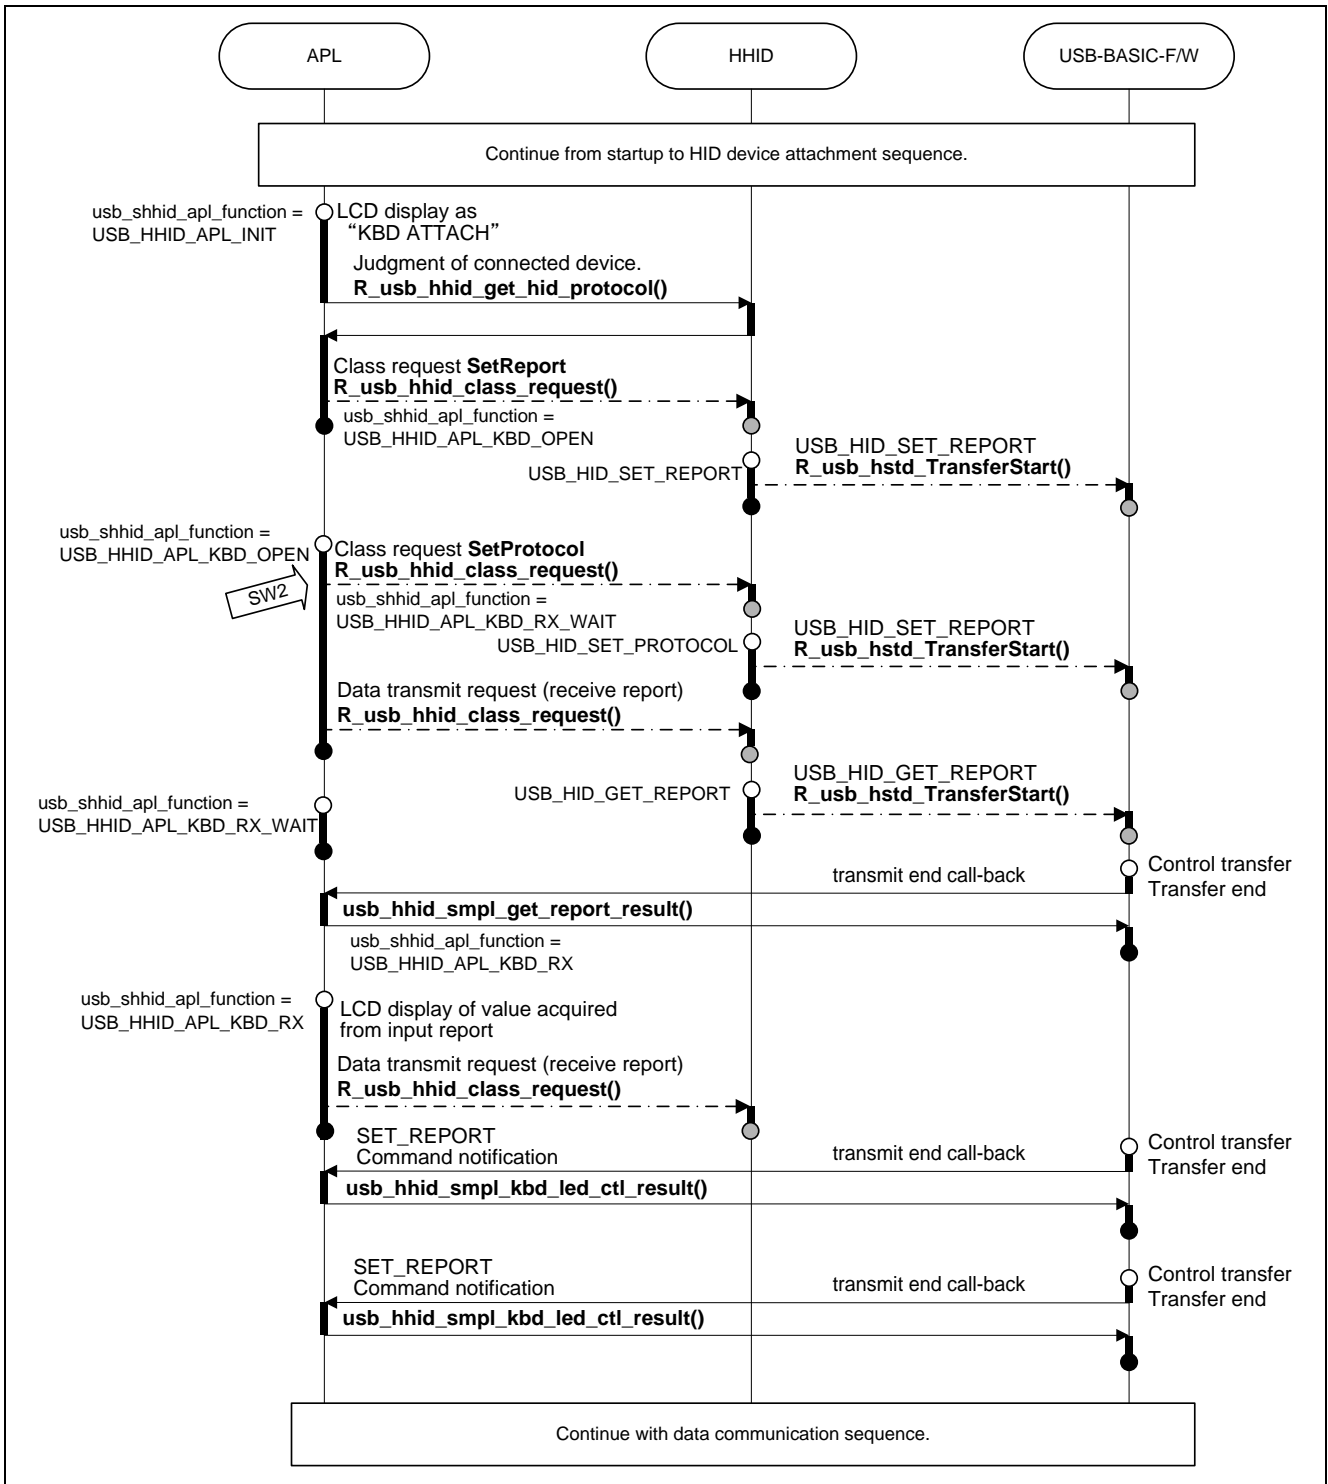 APL
HHID
USB-BASIC-F/W
Continue from startup to HID device attachment sequence.
usb_shhid_apl_function =
USB_HHID_APL_INIT
LCD display as
“KBD ATTACH”
Judgment of connected device.
R_usb_hhid_get_hid_protocol()
Class request SetReport
R_usb_hhid_class_request()
usb_shhid_apl_function =
USB_HHID_APL_KBD_OPEN
USB_HID_SET_REPORT
USB_HID_SET_REPORT
R_usb_hstd_TransferStart()
usb_shhid_apl_function =
USB_HHID_APL_KBD_OPEN
SW2
Class request SetProtocol
R_usb_hhid_class_request()
usb_shhid_apl_function =
USB_HHID_APL_KBD_RX_WAIT
USB_HID_SET_PROTOCOL
USB_HID_SET_REPORT
R_usb_hstd_TransferStart()
Data transmit request (receive report)
R_usb_hhid_class_request()
USB_HID_GET_REPORT
USB_HID_GET_REPORT
R_usb_hstd_TransferStart()
usb_shhid_apl_function =
USB_HHID_APL_KBD_RX_WAIT
transmit end call-back
Control transfer
Transfer end
usb_hhid_smpl_get_report_result()
usb_shhid_apl_function =
USB_HHID_APL_KBD_RX
usb_shhid_apl_function =
USB_HHID_APL_KBD_RX
LCD display of value acquired
from input report
Data transmit request (receive report)
R_usb_hhid_class_request()
SET_REPORT
Command notification
transmit end call-back
Control transfer
Transfer end
usb_hhid_smpl_kbd_led_ctl_result()
SET_REPORT
Command notification
transmit end call-back
Control transfer
Transfer end
usb_hhid_smpl_kbd_led_ctl_result()
Continue with data communication sequence.